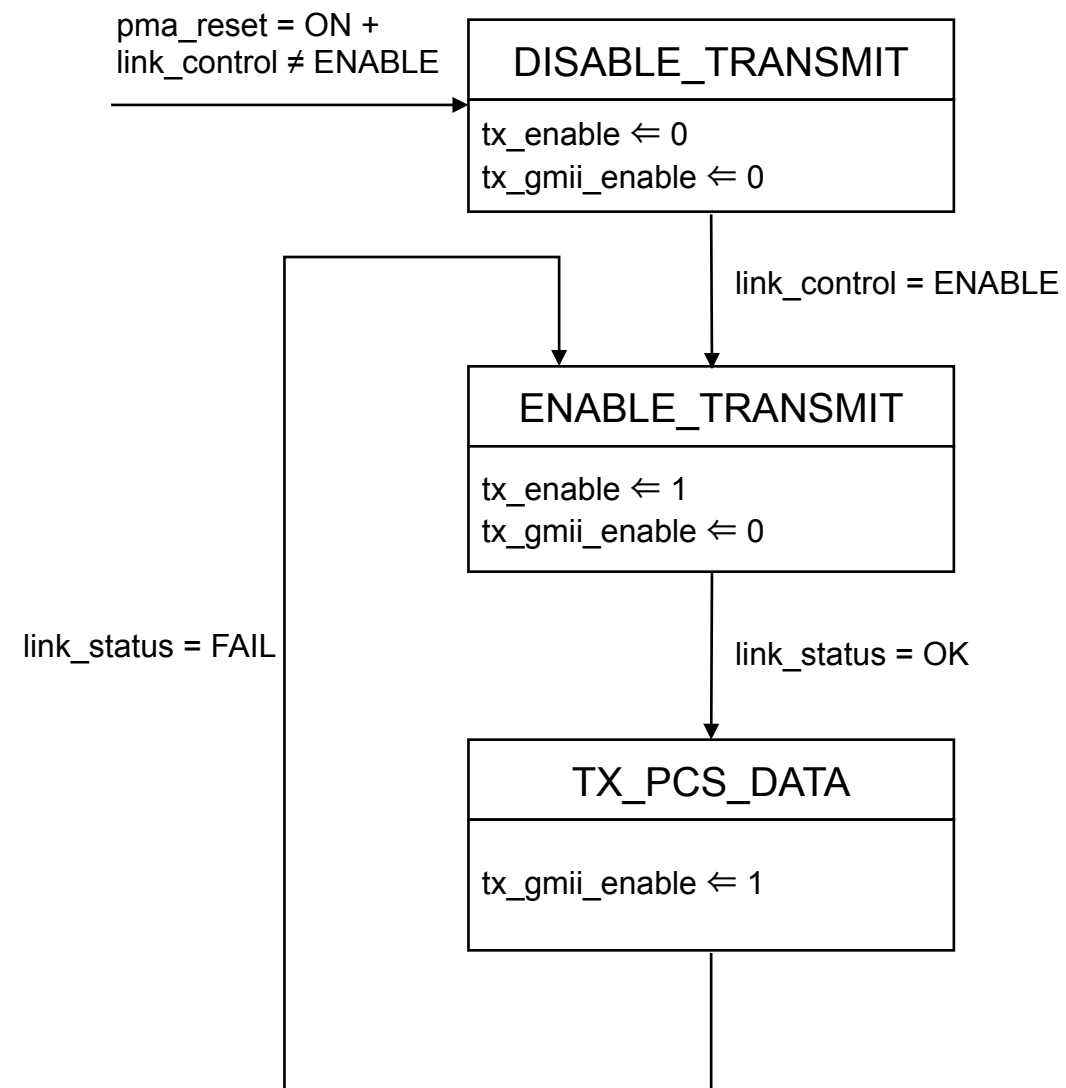 pma_reset = ON +
link_control ≠ ENABLE
DISABLE_TRANSMIT
tx_enable ⇐ 0
tx_gmii_enable ⇐ 0
link_control = ENABLE
ENABLE_TRANSMIT
tx_enable ⇐ 1
tx_gmii_enable ⇐ 0
link_status = FAIL
link_status = OK
TX_PCS_DATA
tx_gmii_enable ⇐ 1